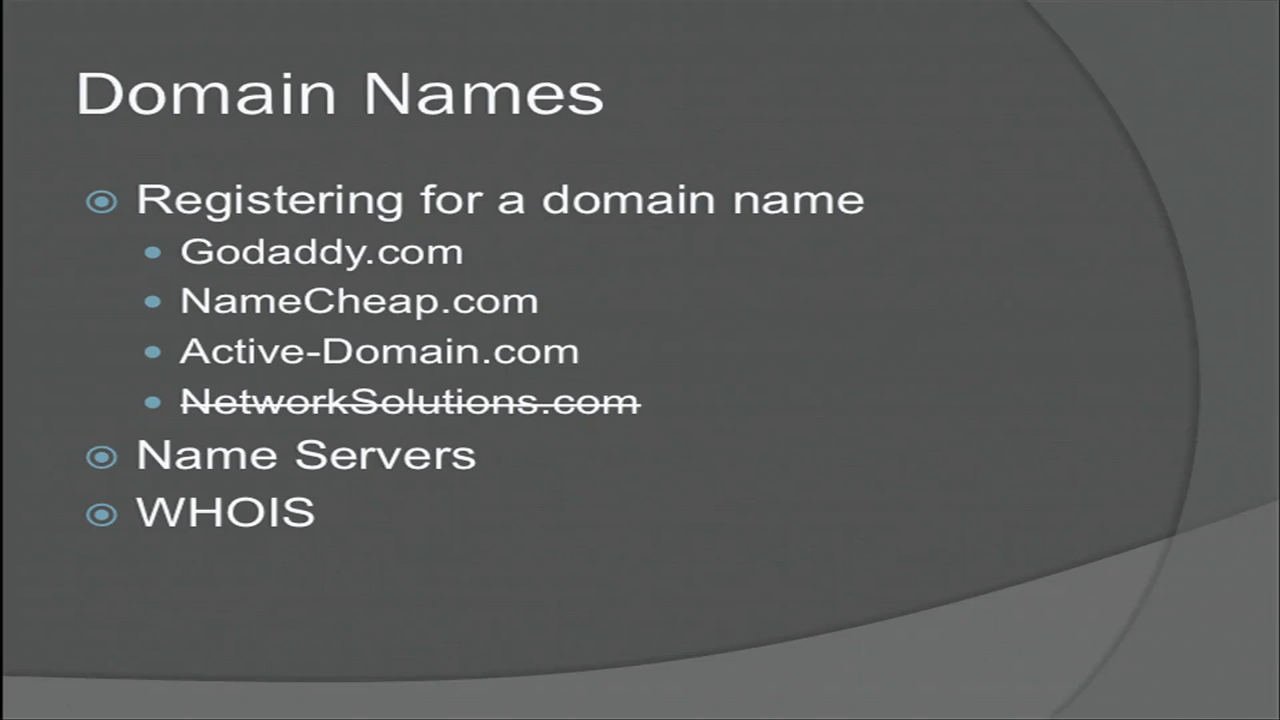 Domain Names
Registering for a domain name
Godaddy.com
NameCheap.com
Active-Domain.com
NetworkSolutions.com
Name Servers
WHOIS